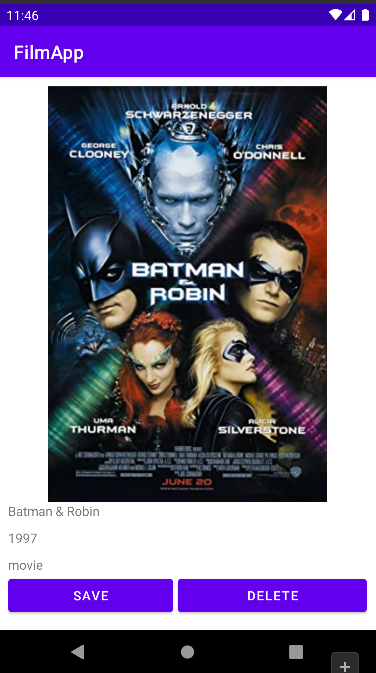 11:46
FilmApp
ARNOLD
SCHWARZENEGGER
GEORGE
CLOONEY
CHRIS
O'DONNELL
BATMAN
&
ROBIN
UMA
THURMAN
ALICIA
SILVERSTONE
JUNE 20
Batman & Robin
1997
movie
SAVE
DELETE